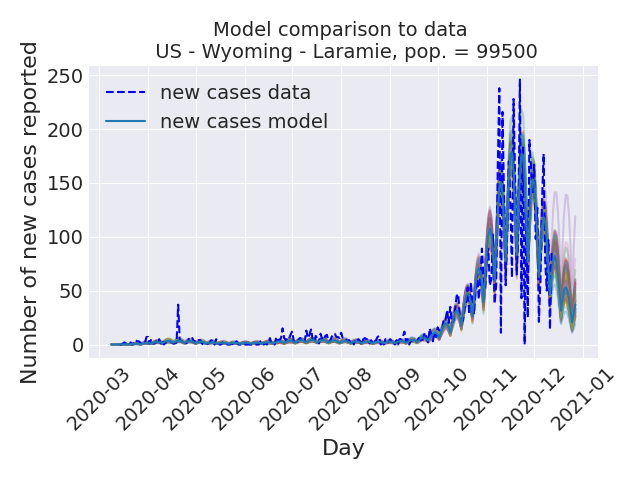 Model comparison to data
US - Wyoming - Laramie, pop. = 99500
Number of new cases reported
250
200
150
100
50
0
new cases data
new cases model
2020-03
2020-04
2020-05
2020-06
2020-07
2020-08
2020-09
2020-10
2020-11
2020-12
2021-01
Day